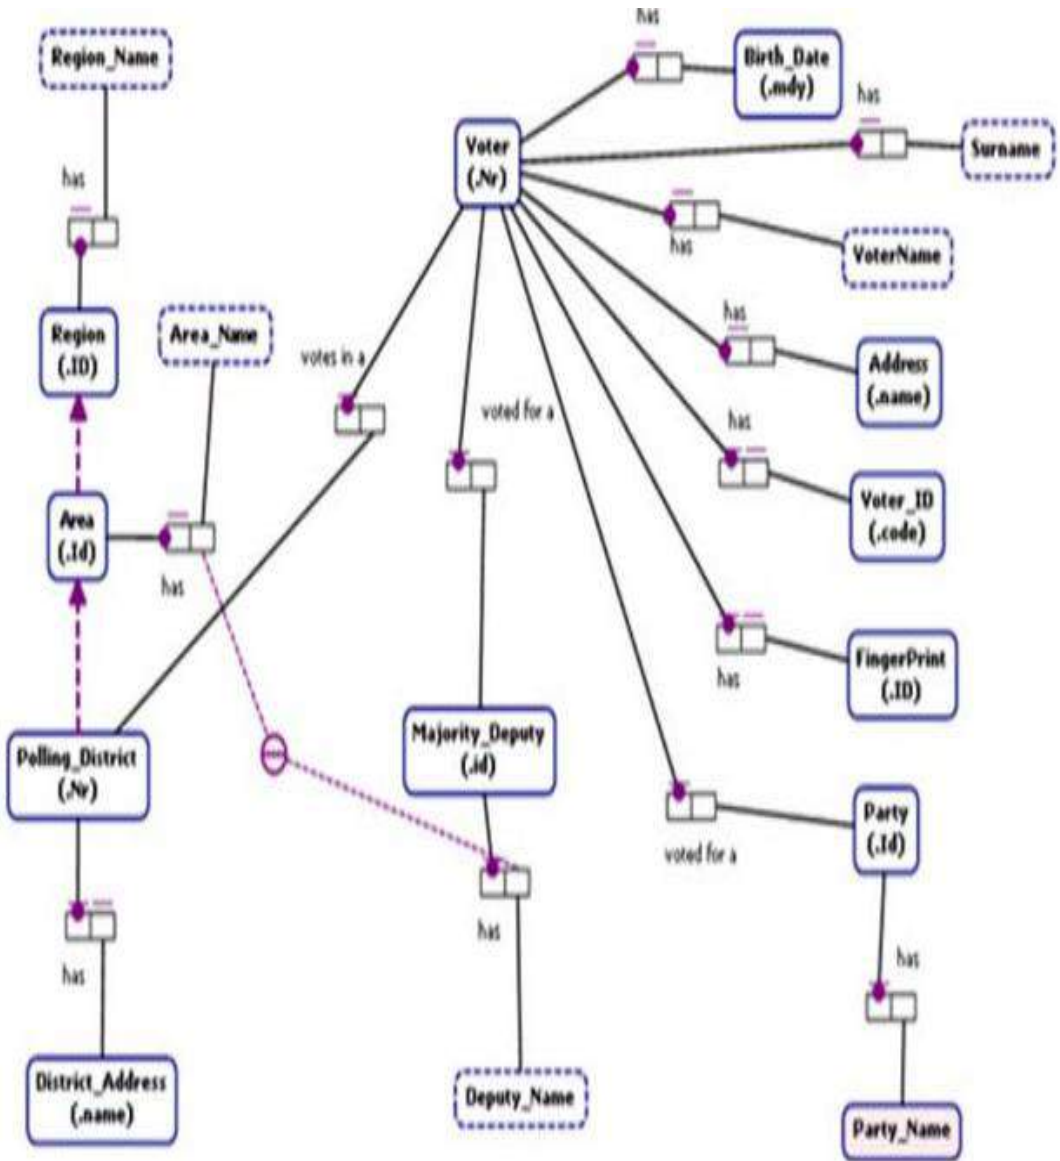 has
Region_Name
Birth_Date
(.mdy)
has
Voter
(.Nr)
Surname
has
has
VoterName
Region
(.ID)
Area_Name
has
Address
(.name)
votes in a
voted for a
has
Voter_ID
(.code)
Area
(.Id)
has
FingerPrint
(.ID)
has
Polling_District
(.Nr)
Majority_Deputy
(.id)
Party
(.Id)
voted for a
has
has
has
District_Address
(.name)
Deputy_Name
Party_Name